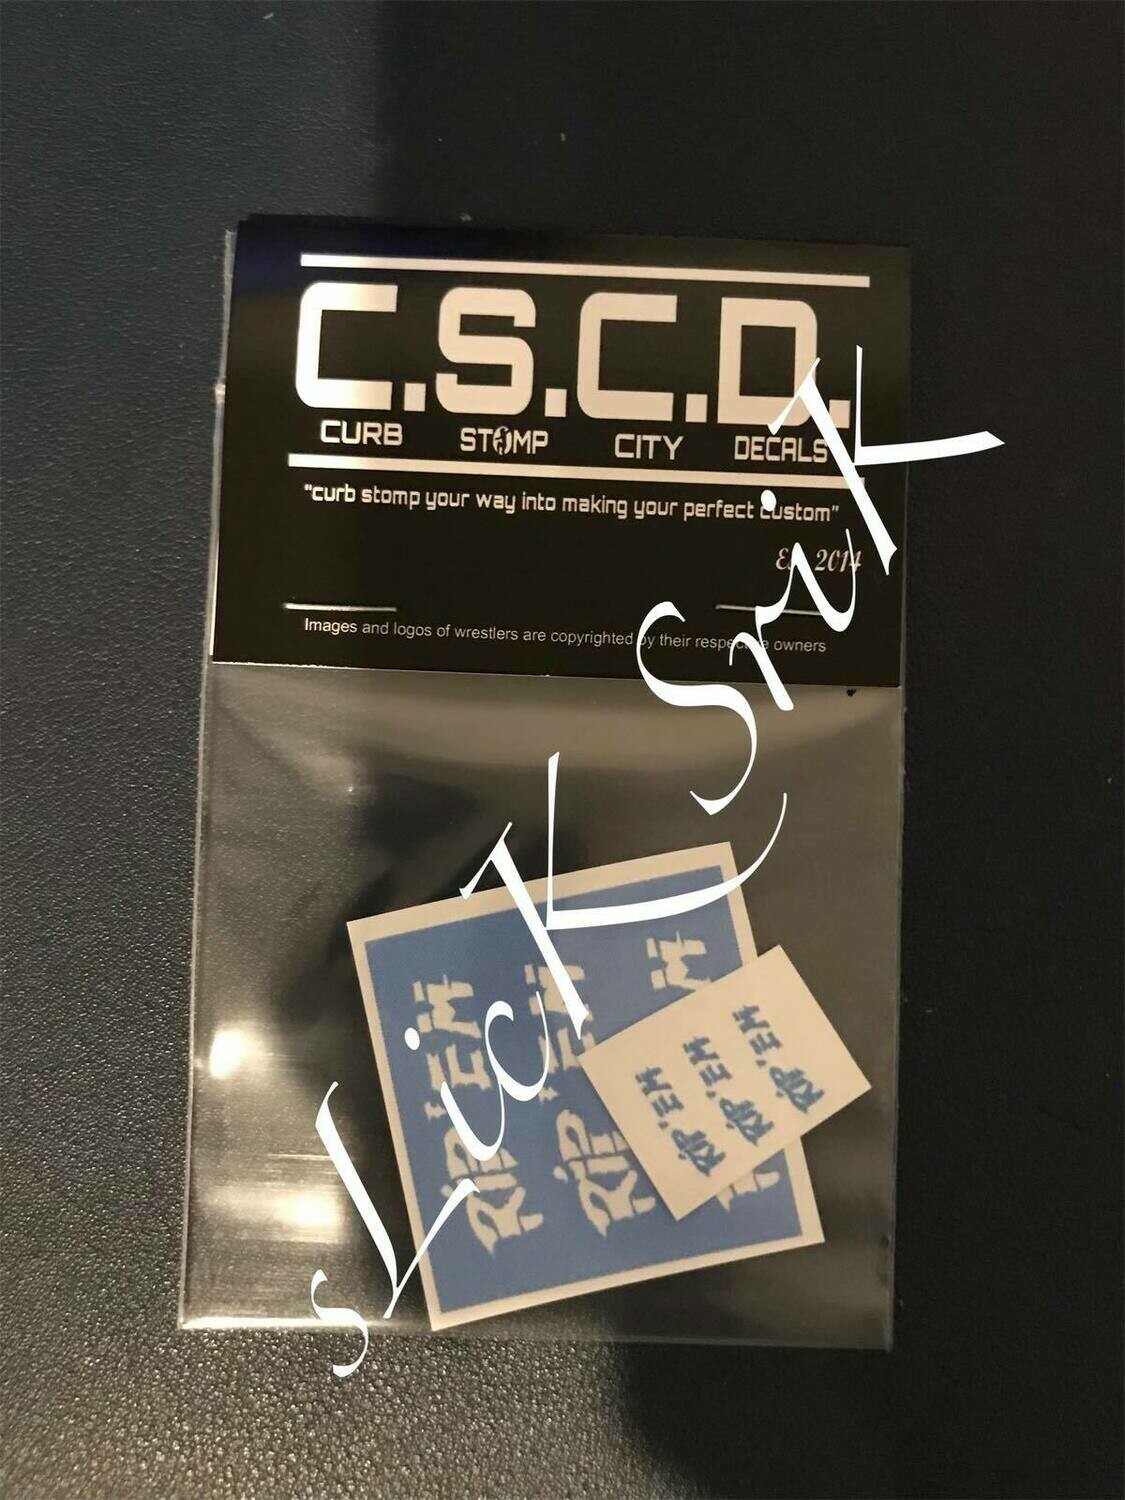 C.S.C.D.
CURB STOMP CITY DECALS
"curb stomp your way into making your perfect custom"
Est. 2014
Images and logos of wrestlers are copyrighted by their respective owners
sLicK SriK
RIP 'EM
RIP 'EM
RIP 'EM
RIP 'EM
RIP 'EM